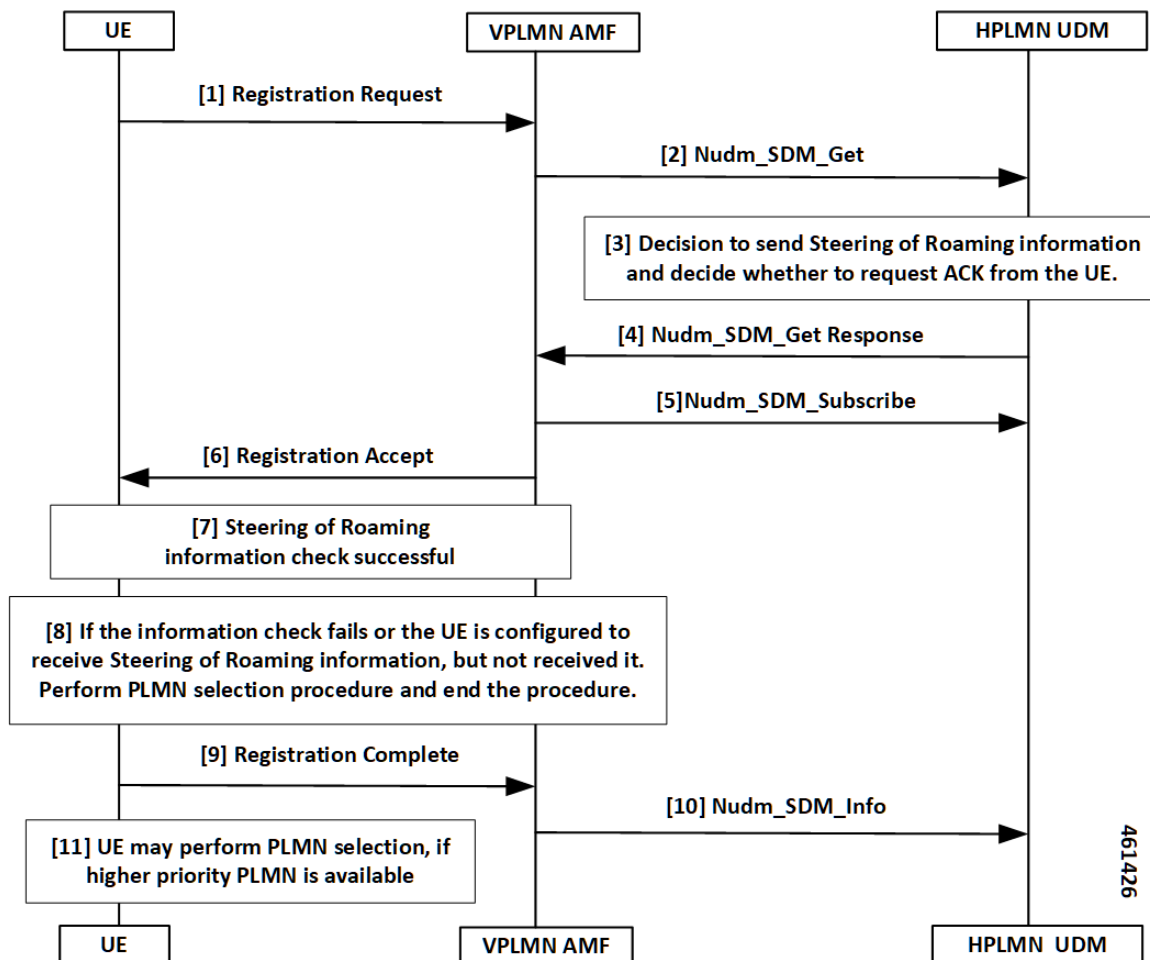 UE
VPLMN AMF
HPLMN UDM
[1] Registration Request
[2] Nudm_SDM_Get
[3] Decision to send Steering of Roaming information
and decide whether to request ACK from the UE.
[4] Nudm_SDM_Get Response
[5]Nudm_SDM_Subscribe
[6] Registration Accept
[7] Steering of Roaming
information check successful
[8] If the information check fails or the UE is configured to
receive Steering of Roaming information, but not received it.
Perform PLMN selection procedure and end the procedure.
[9] Registration Complete
[10] Nudm_SDM_Info
[11] UE may perform PLMN selection, if
higher priority PLMN is available
461426
UE
VPLMN AMF
HPLMN UDM